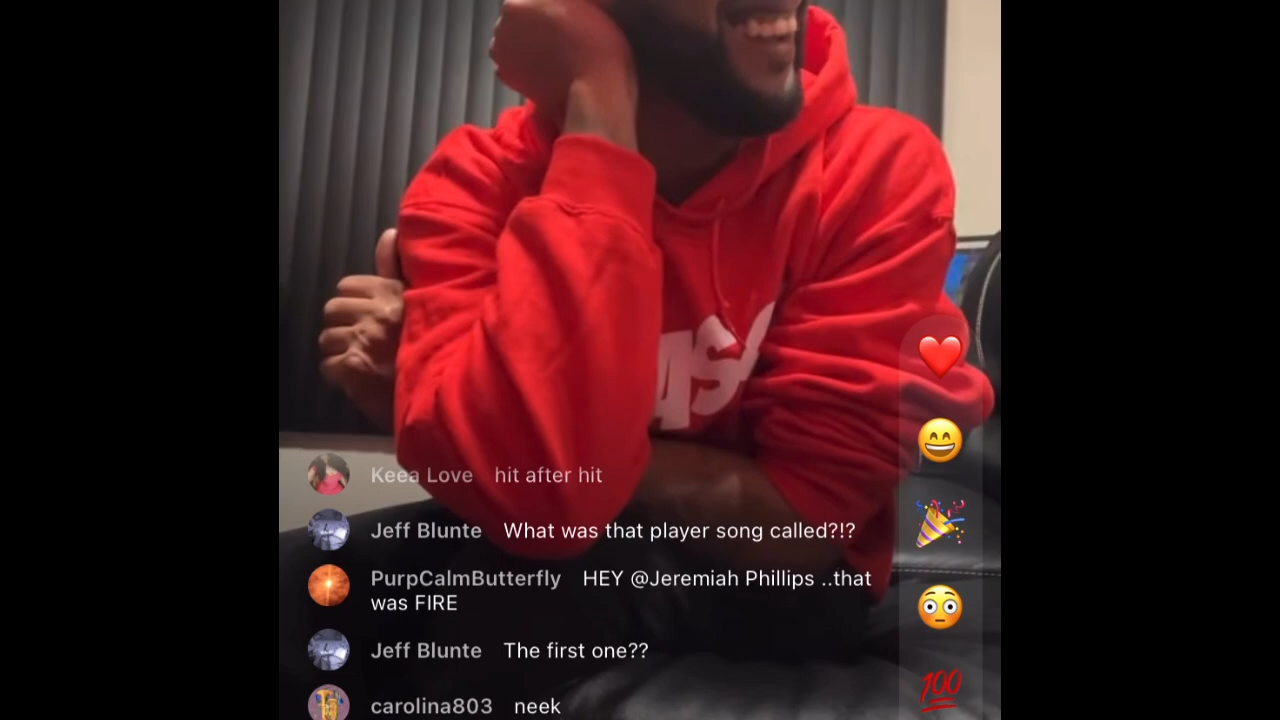 Keea Love hit after hit
Jeff Blunte What was that player song called?!?
PurpCalmButterfly HEY @Jeremiah Phillips ..that
was FIRE
Jeff Blunte The first one??
carolina803 neek
100